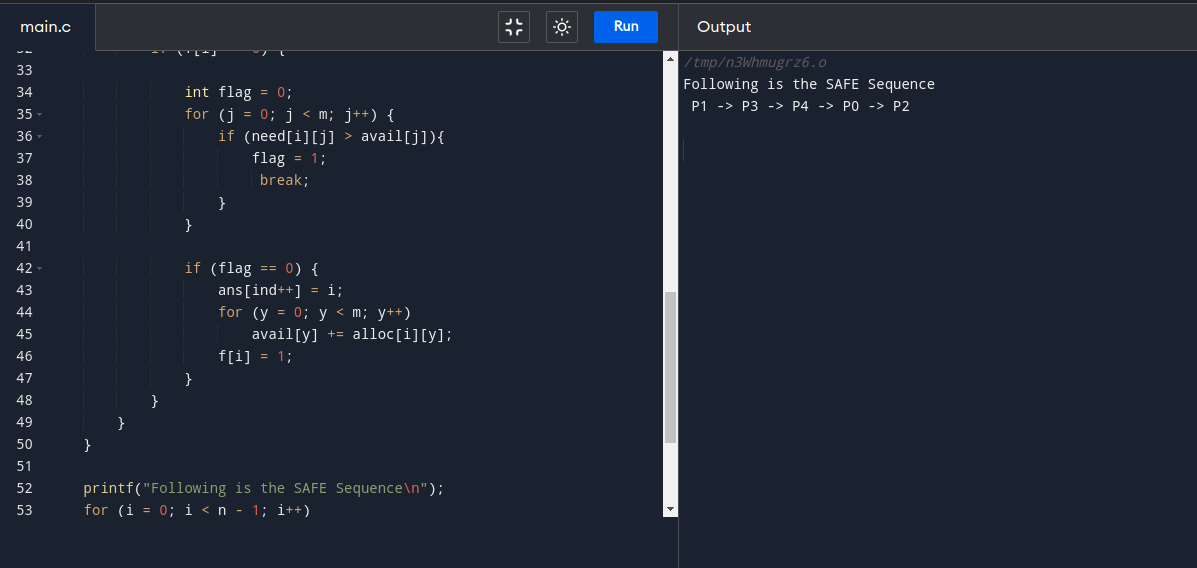 main.c
Run
Output
33
34 int flag = 0;
35 for (j = 0; j < m; j++) {
36 if (need[i][j] > avail[j]){
37 flag = 1;
38 break;
39 }
40 }
41
42 if (flag == 0) {
43 ans[ind++] = i;
44 for (y = 0; y < m; y++)
45 avail[y] += alloc[i][y];
46 f[i] = 1;
47 }
48 }
49 }
50 }
51
52 printf("Following is the SAFE Sequence\n");
53 for (i = 0; i < n - 1; i++)
/tmp/n3Whmugrz6.o
Following is the SAFE Sequence
P1 -> P3 -> P4 -> P0 -> P2